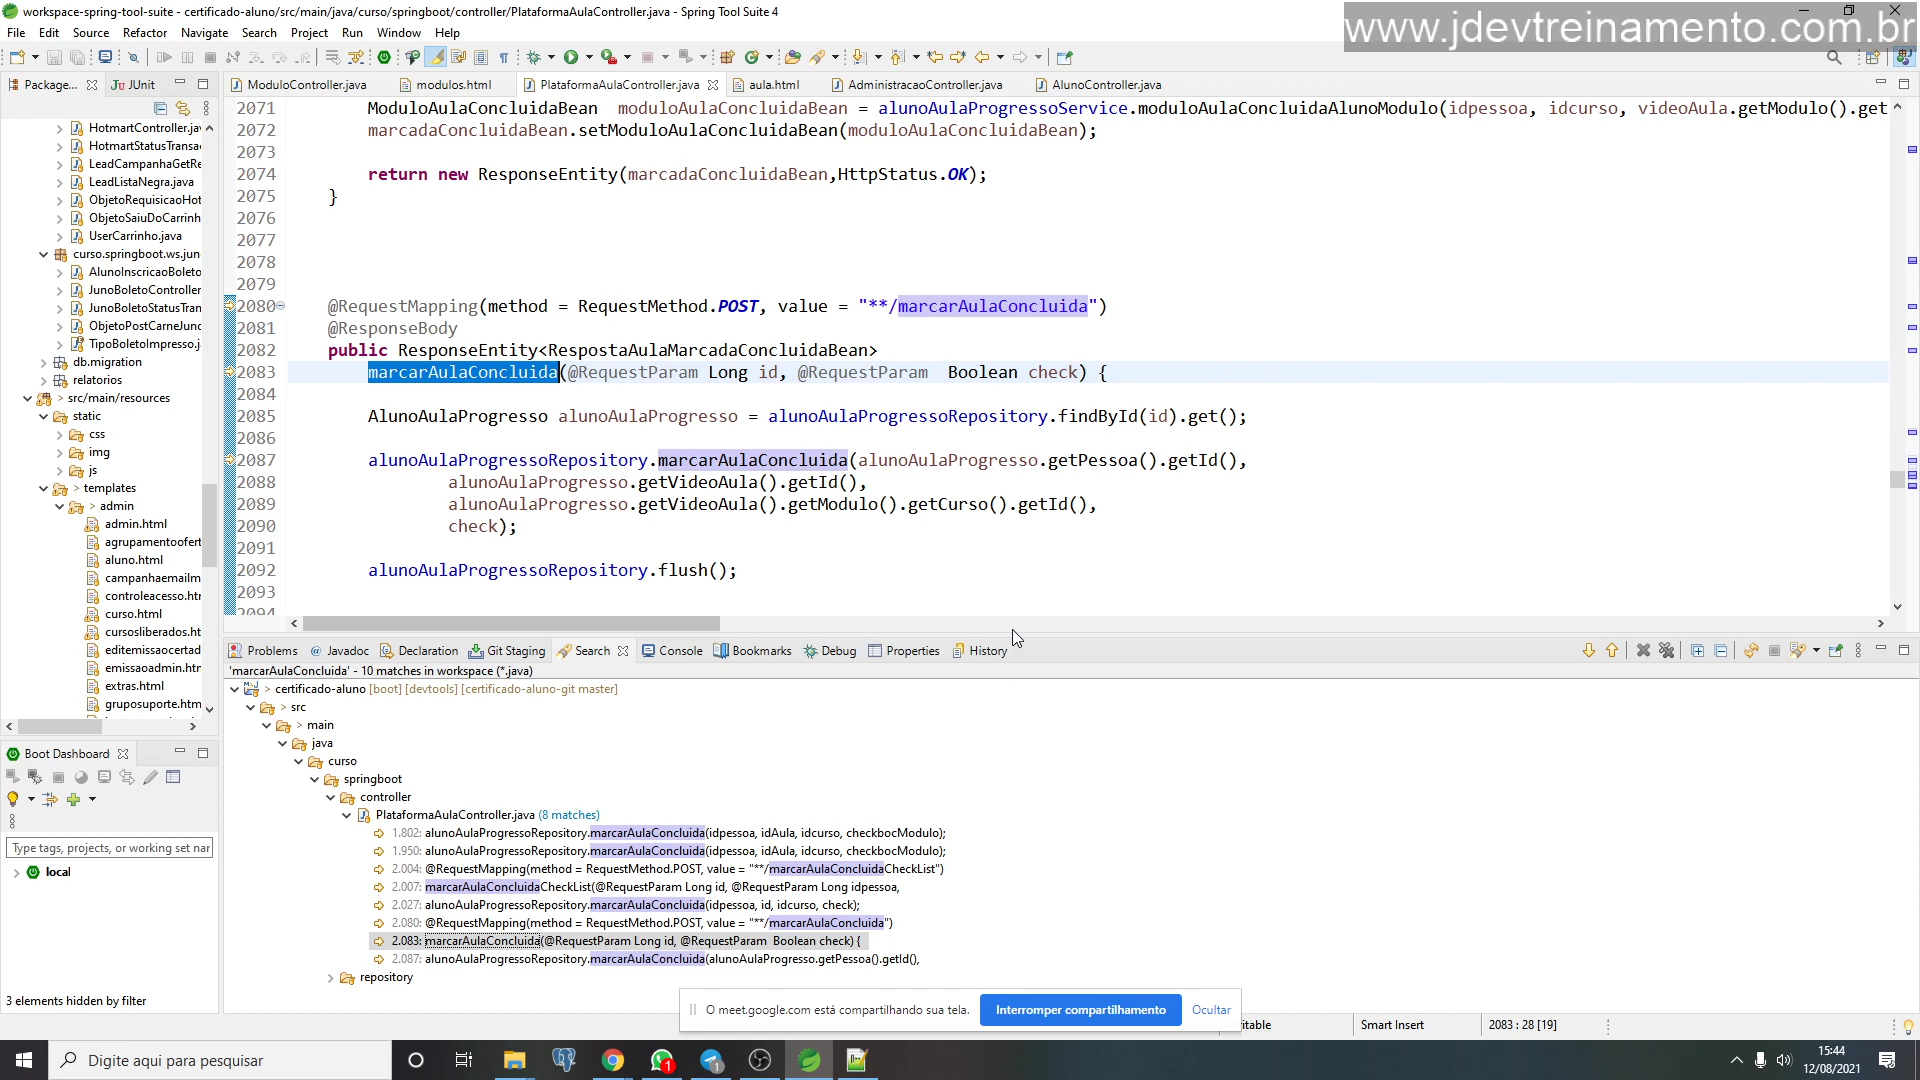 workspace-spring-tool-suite - certificado-aluno/src/main/java/curso/springboot/controller/PlataformaAulaController.java - Spring Tool Suite 4
www.jdevtreinamento.com.br
File Edit Source Refactor Navigate Search Project Run Window Help
Package... JUnit
ModuloController.java modulos.html PlataformaAulaController.java aula.html AdministracaoController.java AlunoController.java
HotmartController.jav
HotmartStatusTransa
LeadCampanhaGetRe
LeadListaNegra.java
ObjetoRequisicaoHot
ObjetoSaiuDoCarrinh
UserCarrinho.java
curso.springboot.ws.jun
AlunoInscricaoBoleto
JunoBoletoController
JunoBoletoStatusTran
ObjetoPostCarneJunc
TipoBoletoImpresso.j
db.migration
relatorios
src/main/resources
static
css
img
js
templates
admin
admin.html
agrupamentoofert
aluno.html
campanhaemailm
controleacesso.htr
curso.html
cursosliberados.ht
editemissaocertad
emissaoadmin.htr
extras.html
gruposuporte.htm
2071 ModuloAulaConcluidaBean moduloAulaConcluidaBean = alunoAulaProgressoService.moduloAulaConcluidaAlunoModulo(idpessoa, idcurso, videoAula.getModulo().get
2072 marcadaConcluidaBean.setModuloAulaConcluidaBean(moduloAulaConcluidaBean);
2073
2074 return new ResponseEntity(marcadaConcluidaBean,HttpStatus.OK);
2075 }
2076
2077
2078
2079
2080 @RequestMapping(method = RequestMethod.POST, value = "**/marcarAulaConcluida")
2081 @ResponseBody
2082 public ResponseEntity<RespostaAulaMarcadaConcluidaBean>
2083 marcarAulaConcluida(@RequestParam Long id, @RequestParam Boolean check) {
2084
2085 AlunoAulaProgresso alunoAulaProgresso = alunoAulaProgressoRepository.findById(id).get();
2086
2087 alunoAulaProgressoRepository.marcarAulaConcluida(alunoAulaProgresso.getPessoa().getId(),
2088 alunoAulaProgresso.getVideoAula().getId(),
2089 alunoAulaProgresso.getVideoAula().getModulo().getCurso().getId(),
2090 check);
2091
2092 alunoAulaProgressoRepository.flush();
2093
2094
Problems Javadoc Declaration Git Staging Search Console Bookmarks Debug Properties History
'marcarAulaConcluida' - 10 matches in workspace (*.java)
certificado-aluno [boot] [devtools] [certificado-aluno-git master]
src
main
java
curso
springboot
controller
PlataformaAulaController.java (8 matches)
1.802: alunoAulaProgressoRepository.marcarAulaConcluida(idpessoa, idAula, idcurso, checkbocModulo);
1.950: alunoAulaProgressoRepository.marcarAulaConcluida(idpessoa, idAula, idcurso, checkbocModulo);
2.004: @RequestMapping(method = RequestMethod.POST, value = "**/marcarAulaConcluidaCheckList")
2.007: marcarAulaConcluidaCheckList(@RequestParam Long id, @RequestParam Long idpessoa,
2.027: alunoAulaProgressoRepository.marcarAulaConcluida(idpessoa, id, idcurso, check);
2.080: @RequestMapping(method = RequestMethod.POST, value = "**/marcarAulaConcluida")
2.083: marcarAulaConcluida(@RequestParam Long id, @RequestParam Boolean check) {
2.087: alunoAulaProgressoRepository.marcarAulaConcluida(alunoAulaProgresso.getPessoa().getId(),
repository
Boot Dashboard
Type tags, projects, or working set nar
local
3 elements hidden by filter
O meet.google.com está compartilhando sua tela. Interromper compartilhamento Ocultar
itable Smart Insert 2083 : 28 [19]
Digite aqui para pesquisar
1
1
15:44
12/08/2021